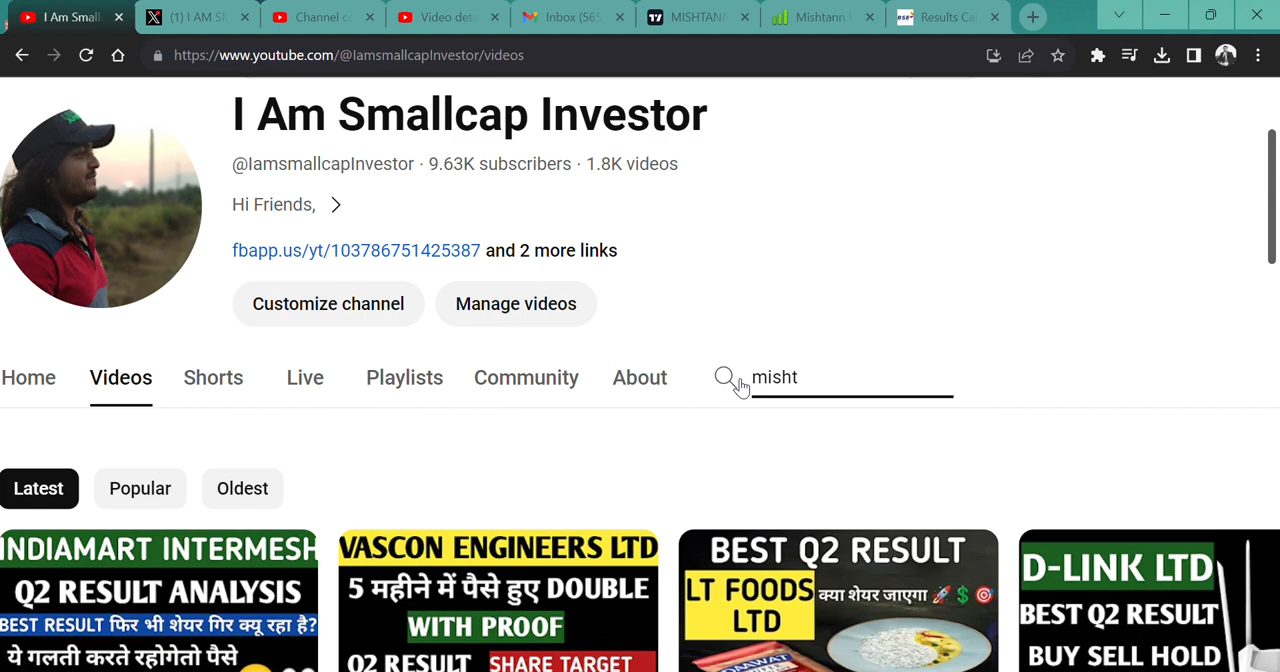 I Am Small
(1) I AM SM
Channel co
Video deta
Inbox (565
MISHTANN
Mishtann
Results Ca
https://www.youtube.com/@IamsmallcapInvestor/videos
I Am Smallcap Investor
@IamsmallcapInvestor · 9.63K subscribers · 1.8K videos
Hi Friends,
fbapp.us/yt/103786751425387 and 2 more links
Customize channel Manage videos
Home Videos Shorts Live Playlists Community About misht
Latest Popular Oldest
INDIAMART INTERMESH
Q2 RESULT ANALYSIS
BEST RESULT फिर भी शेयर गिर क्यू रहा है?
ये गलती करते रहोगेतो पैसे
VASCON ENGINEERS LTD
5 महीने में पैसे हुए DOUBLE
WITH PROOF
Q2 RESULT SHARE TARGET
BEST Q2 RESULT
LT FOODS LTD क्या शेयर जाएगा 🚀 💲 🎯
DAAWAT
D-LINK LTD
BEST Q2 RESULT
BUY SELL HOLD